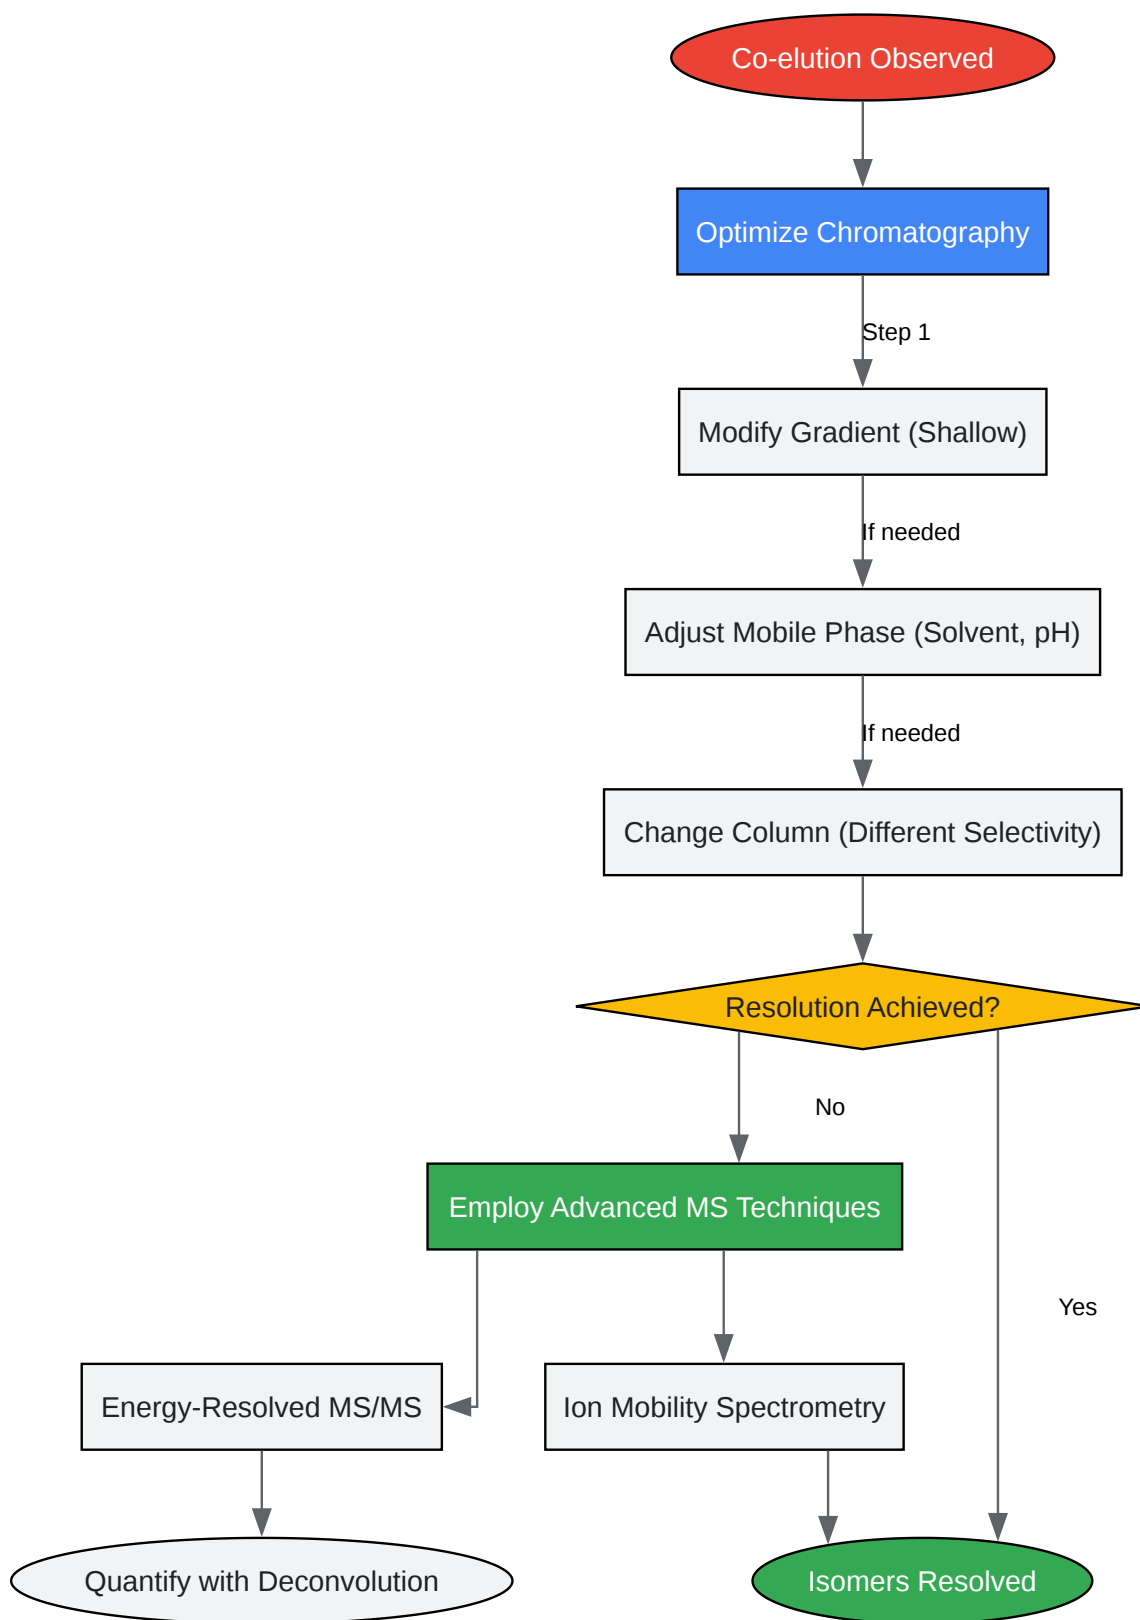 Co-elution Observed
Optimize Chromatography
Step 1
Modify Gradient (Shallow)
If needed
Adjust Mobile Phase (Solvent, pH)
If needed
Change Column (Different Selectivity)
Resolution Achieved?
No
Employ Advanced MS Techniques
Yes
Energy-Resolved MS/MS
Ion Mobility Spectrometry
Quantify with Deconvolution
Isomers Resolved